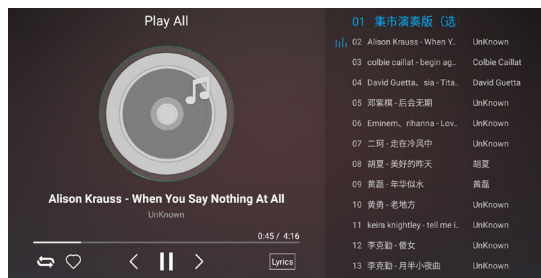 Play All
Alison Krauss - When You Say Nothing At All
UnKnown
0:45 / 4:16
Lyrics
01 集市演奏版（选
02 Alison Krauss - When Y.. UnKnown
03 colbie caillat - begin ag.. Colbie Caillat
04 David Guetta、sia - Tita.. David Guetta
05 邓紫棋 - 后会无期 UnKnown
06 Eminem、rihanna - Lov.. UnKnown
07 二珂 - 走在冷风中 UnKnown
08 胡夏 - 美好的昨天 胡夏
09 黄磊 - 年华似水 黄磊
10 黄勇 - 老地方 UnKnown
11 keira knightley - tell me i.. UnKnown
12 李克勤 - 傻女 UnKnown
13 李克勤 - 月半小夜曲 UnKnown